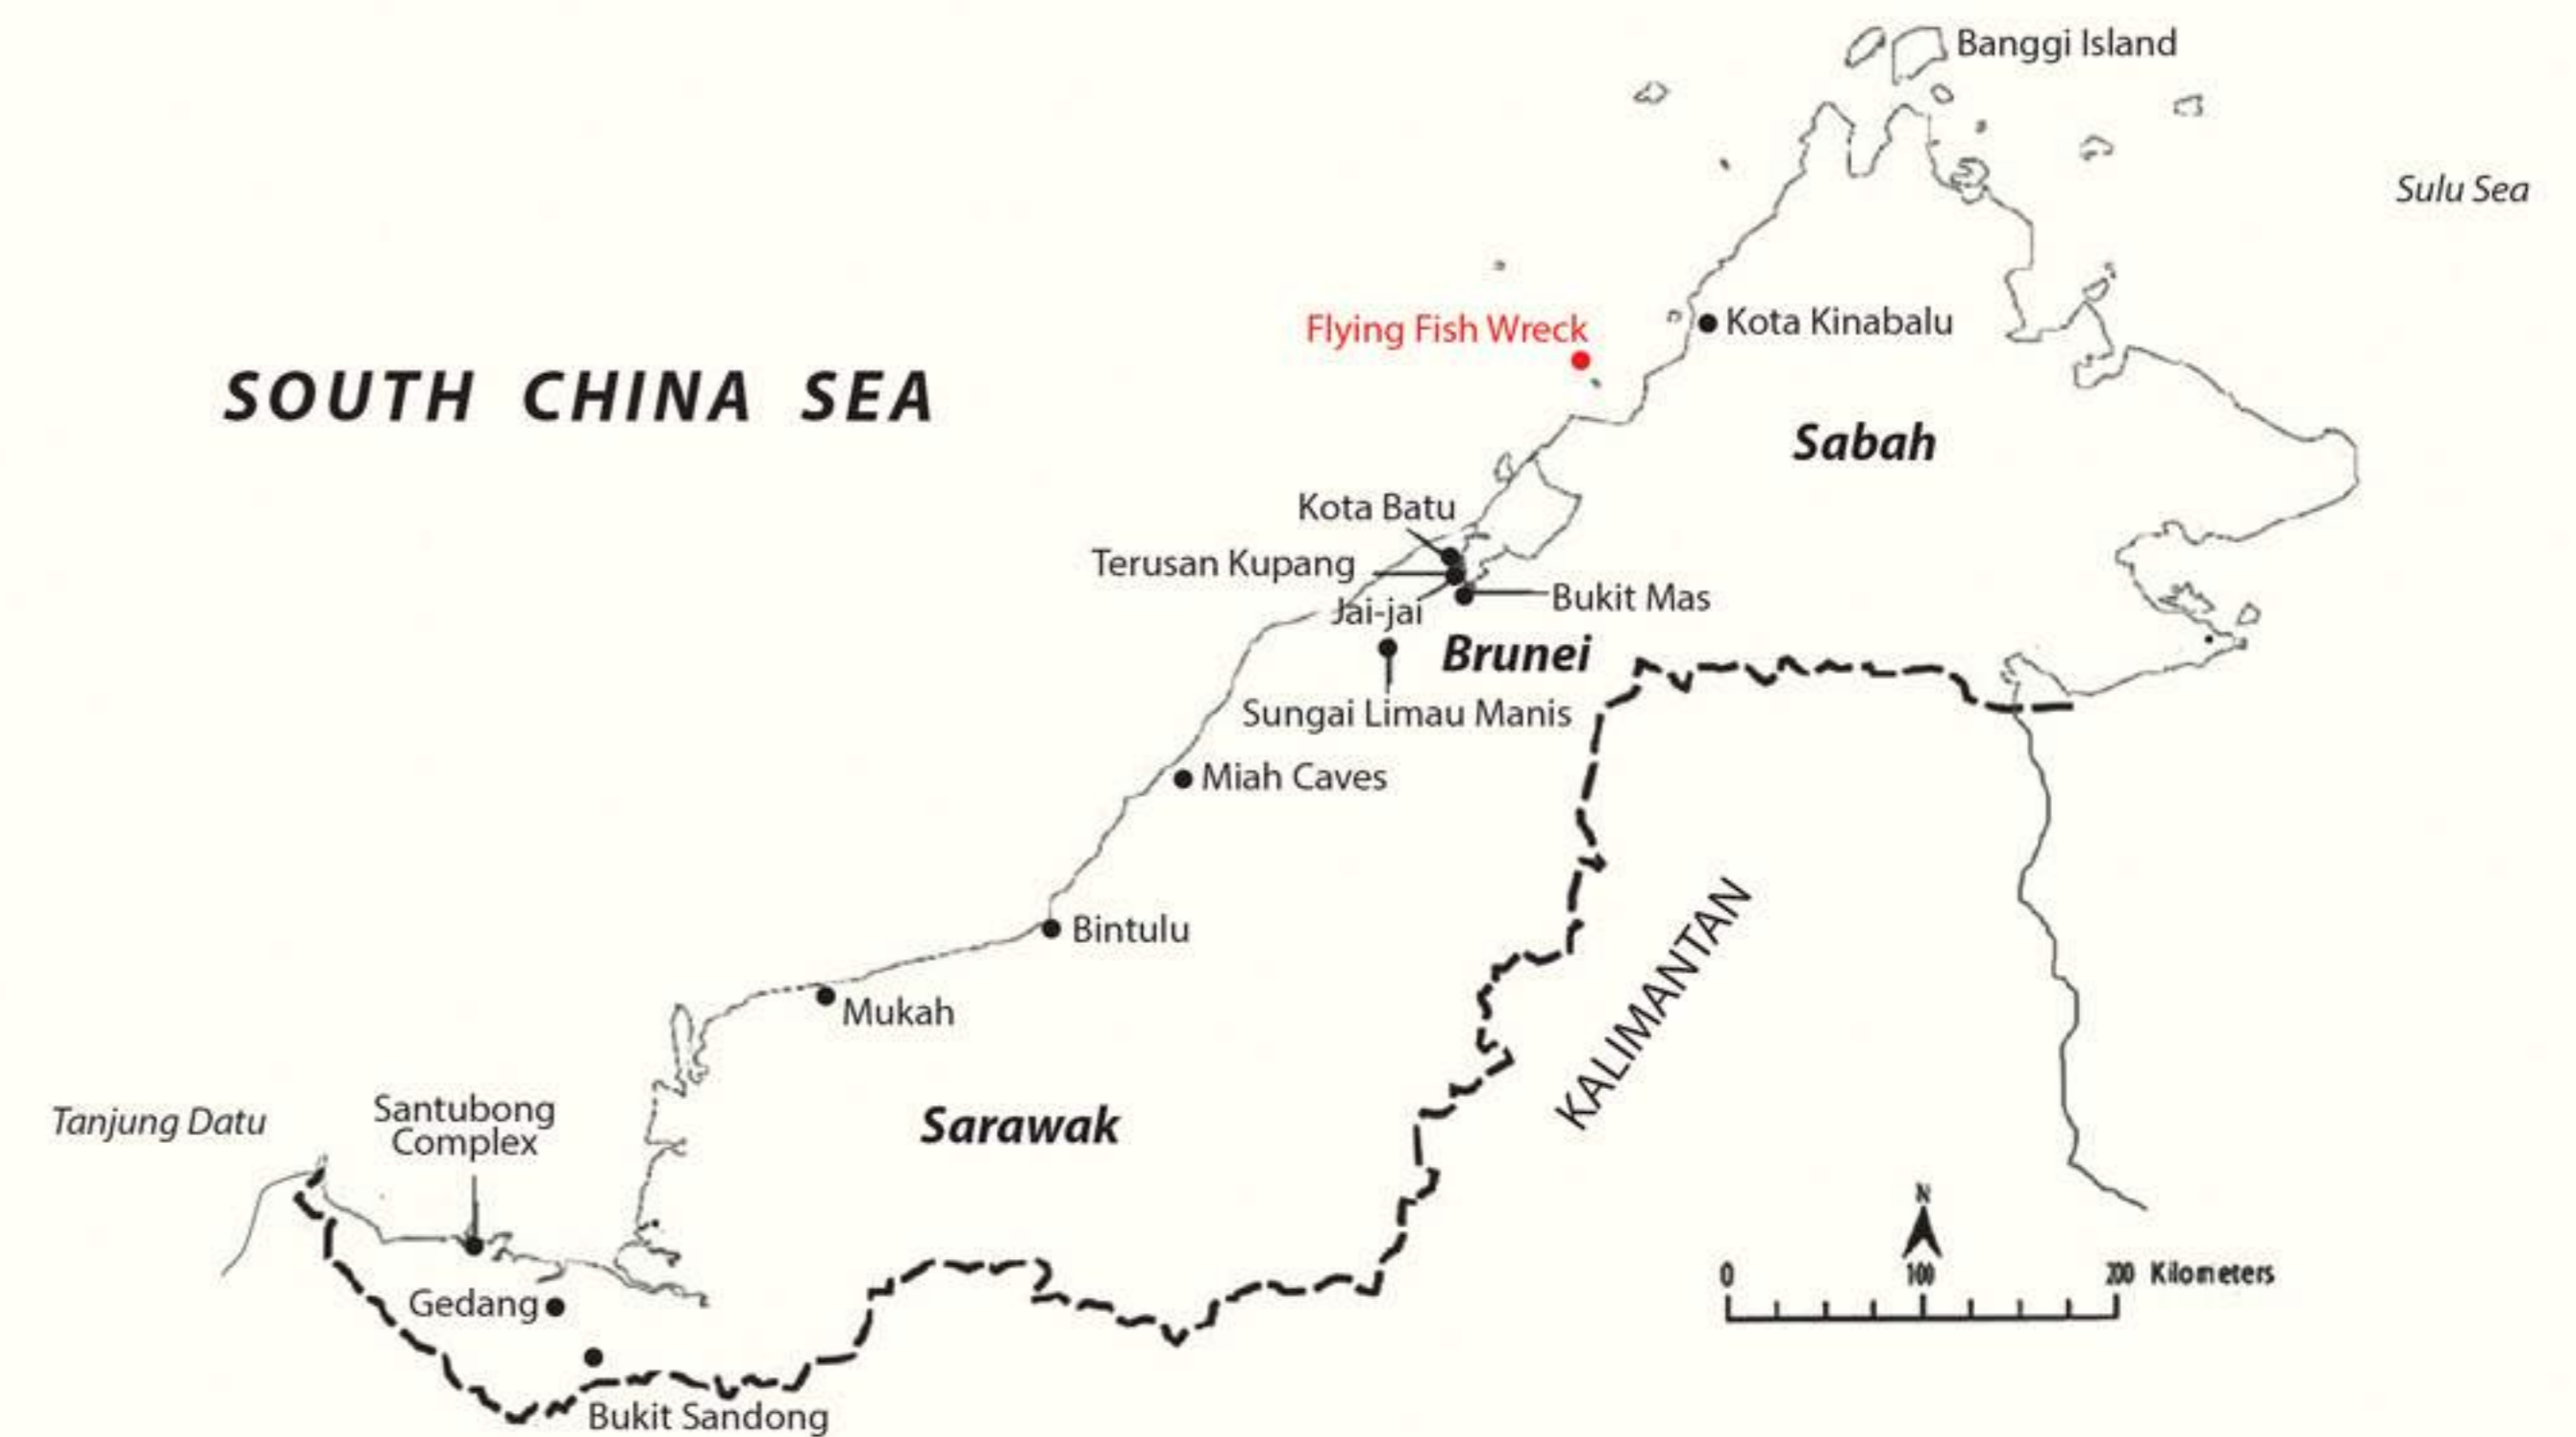 Banggi Island
Sulu Sea
Flying Fish Wreck
Kota Kinabalu
SOUTH CHINA SEA
Sabah
Kota Batu
Terusan Kupang
Jai-jai
Bukit Mas
Brunei
Sungai Limau Manis
Miah Caves
Bintulu
KALIMANTAN
Mukah
Santubong
Complex
Tanjung Datu
Sarawak
N
0 100 200 Kilometers
Gedang
Bukit Sandong